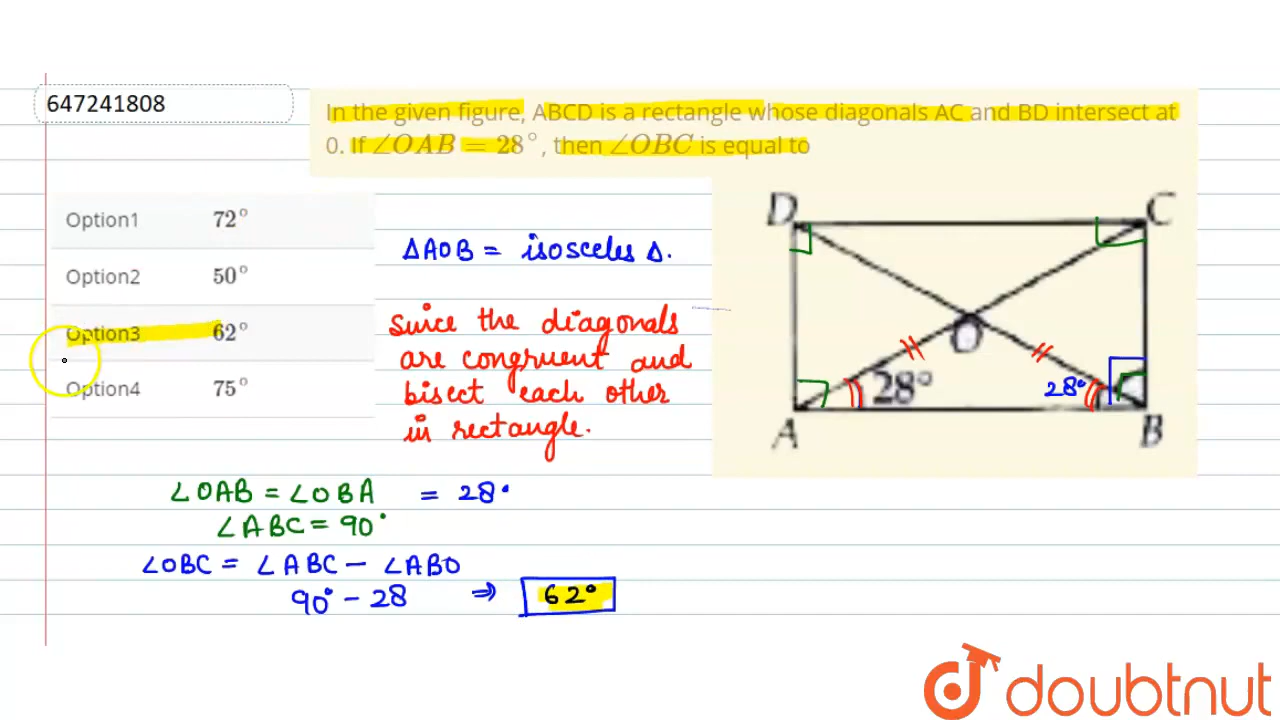 647241808
In the given figure, ABCD is a rectangle whose diagonals AC and BD intersect at
0. If ∠OAB = 28°, then ∠OBC is equal to
Option1 72°
Option2 50°
Option3 62°
Option4 75°
ΔAOB = isosceles Δ.
Since the diagonals
are congruent and
bisect each other
in rectangle.
D C
O
28° 28°
A B
∠OAB = ∠OBA = 28°
∠ABC = 90°
∠OBC = ∠ABC − ∠ABO
90° − 28 ⇒ 62°
doubtnut